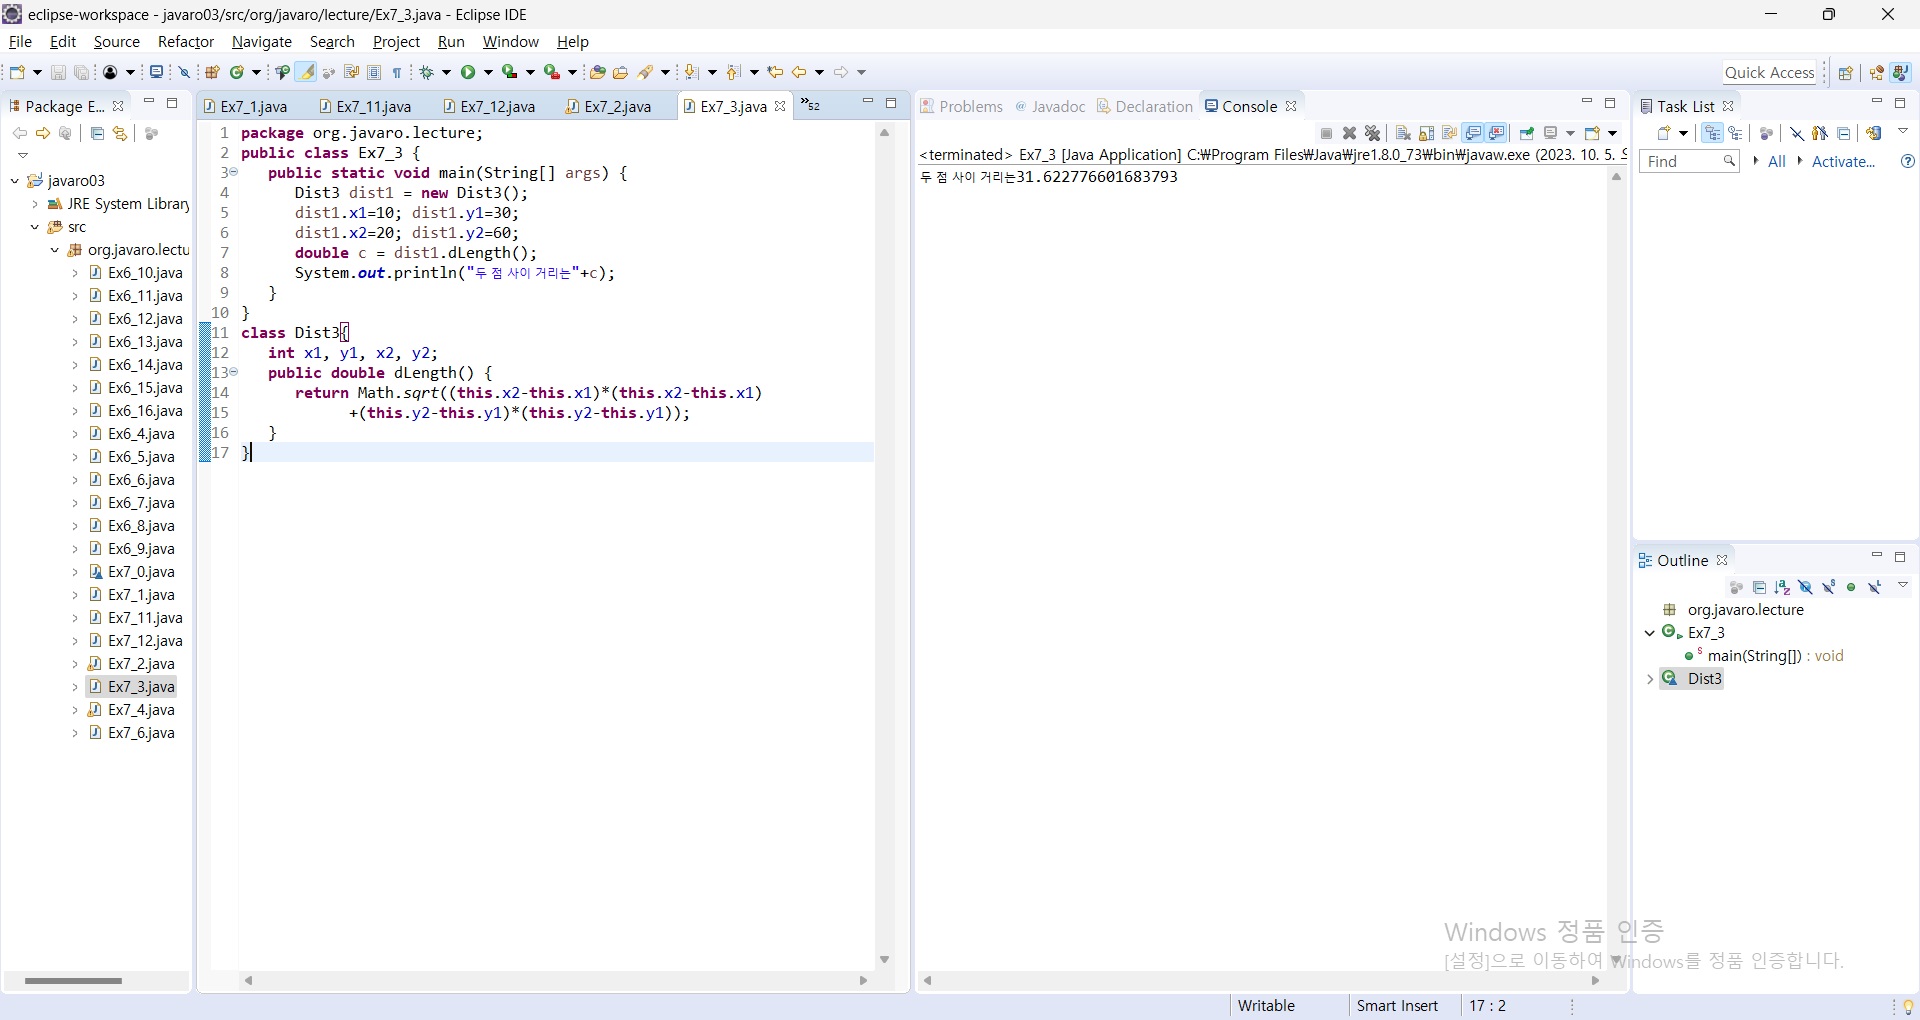 eclipse-workspace - javaro03/src/org/javaro/lecture/Ex7_3.java - Eclipse IDE
File Edit Source Refactor Navigate Search Project Run Window Help
Quick Access
Package E...
javaro03
JRE System Library
src
org.javaro.lectu
Ex6_10.java
Ex6_11.java
Ex6_12.java
Ex6_13.java
Ex6_14.java
Ex6_15.java
Ex6_16.java
Ex6_4.java
Ex6_5.java
Ex6_6.java
Ex6_7.java
Ex6_8.java
Ex6_9.java
Ex7_0.java
Ex7_1.java
Ex7_11.java
Ex7_12.java
Ex7_2.java
Ex7_3.java
Ex7_4.java
Ex7_6.java
Ex7_1.java Ex7_11.java Ex7_12.java Ex7_2.java Ex7_3.java »52
1 package org.javaro.lecture;
2 public class Ex7_3 {
3 public static void main(String[] args) {
4 Dist3 dist1 = new Dist3();
5 dist1.x1=10; dist1.y1=30;
6 dist1.x2=20; dist1.y2=60;
7 double c = dist1.dLength();
8 System.out.println("두 점 사이 거리는"+c);
9 }
10 }
11 class Dist3{
12 int x1, y1, x2, y2;
13 public double dLength() {
14 return Math.sqrt((this.x2-this.x1)*(this.x2-this.x1)
15 +(this.y2-this.y1)*(this.y2-this.y1));
16 }
17 }
Problems @ Javadoc Declaration Console
<terminated> Ex7_3 [Java Application] C:₩Program Files₩Java₩jre1.8.0_73₩bin₩javaw.exe (2023. 10. 5.
두 점 사이 거리는31.622776601683793
Task List
Find All Activate...
Outline
org.javaro.lecture
Ex7_3
main(String[]) : void
Dist3
Windows 정품 인증
[설정]으로 이동하여 Windows를 정품 인증합니다.
Writable Smart Insert 17 : 2